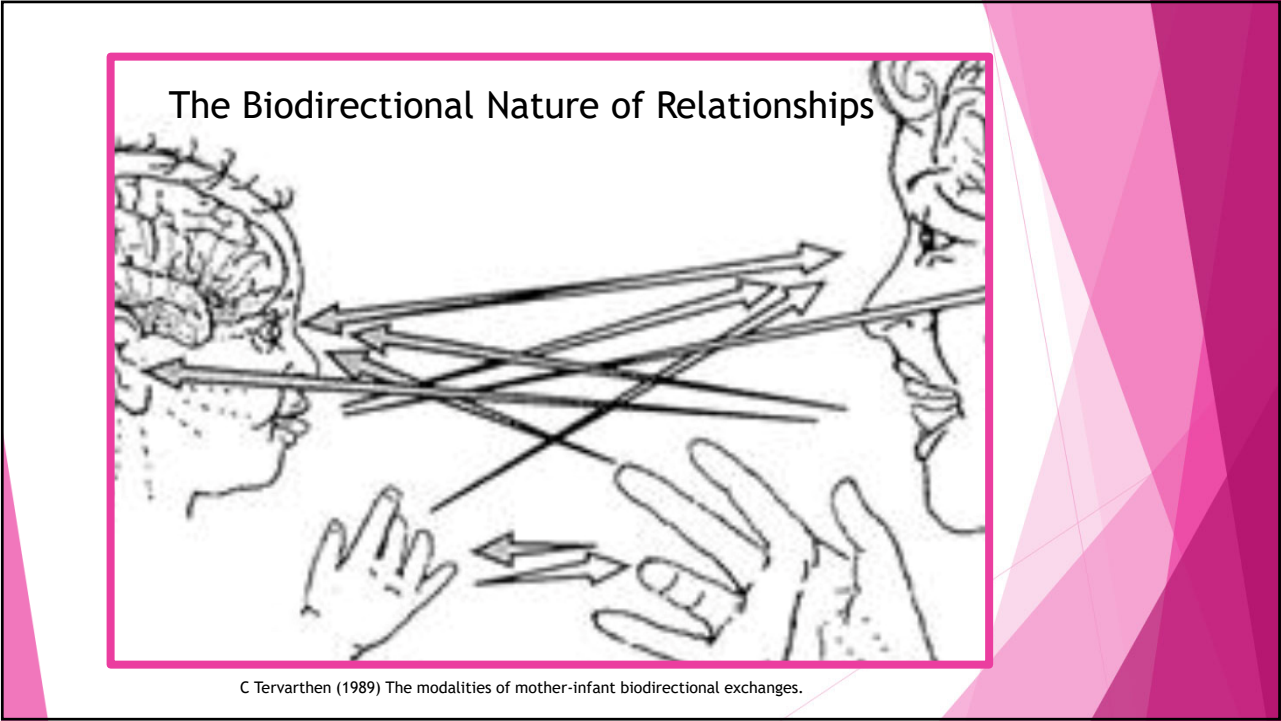 The Biodirectional Nature of Relationships
C Tervarthen (1989) The modalities of mother-infant biodirectional exchanges.